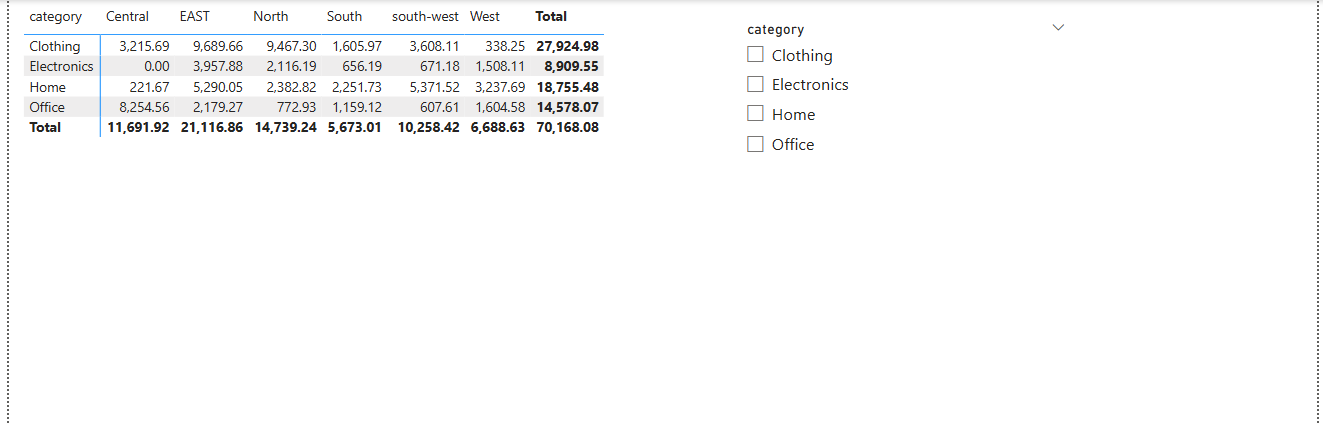 category Central EAST North South south-west West Total
Clothing 3,215.69 9,689.66 9,467.30 1,605.97 3,608.11 338.25 27,924.98
Electronics 0.00 3,957.88 2,116.19 656.19 671.18 1,508.11 8,909.55
Home 221.67 5,290.05 2,382.82 2,251.73 5,371.52 3,237.69 18,755.48
Office 8,254.56 2,179.27 772.93 1,159.12 607.61 1,604.58 14,578.07
Total 11,691.92 21,116.86 14,739.24 5,673.01 10,258.42 6,688.63 70,168.08
category
Clothing
Electronics
Home
Office